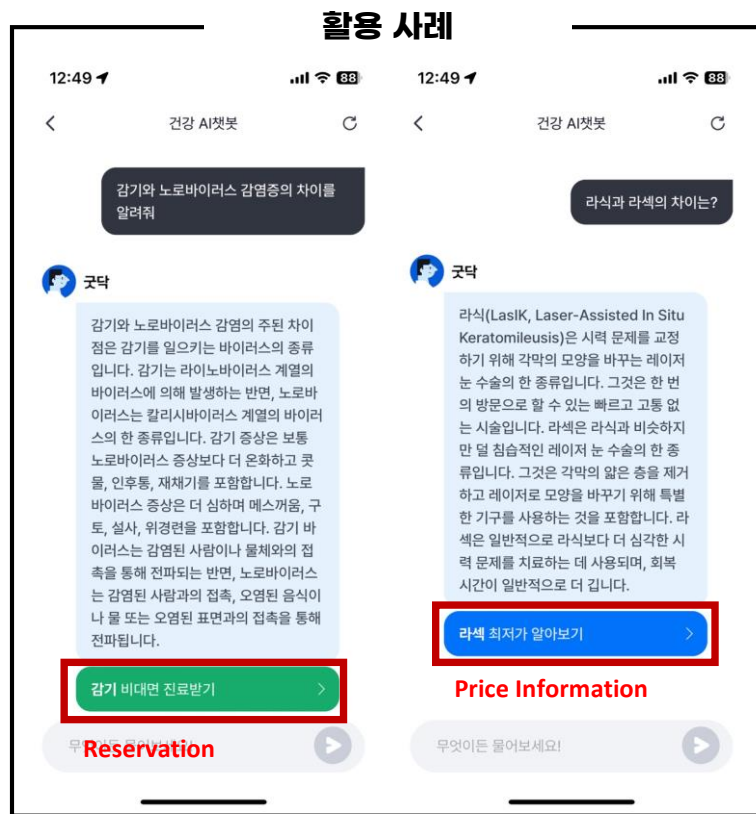 활용 사례
12:49
88
건강 AI챗봇
감기와 노로바이러스 감염증의 차이를
알려줘
굿닥
감기와 노로바이러스 감염의 주된 차이
점은 감기를 일으키는 바이러스의 종류
입니다. 감기는 라이노바이러스 계열의
바이러스에 의해 발생하는 반면, 노로바
이러스는 칼리시바이러스 계열의 바이러
스의 한 종류입니다. 감기 증상은 보통
노로바이러스 증상보다 더 온화하고 콧
물, 인후통, 재채기를 포함합니다. 노로
바이러스 증상은 더 심하며 메스꺼움, 구
토, 설사, 위경련을 포함합니다. 감기 바
이러스는 감염된 사람이나 물체와의 접
촉을 통해 전파되는 반면, 노로바이러스
는 감염된 사람과의 접촉, 오염된 음식이
나 물 또는 오염된 표면과의 접촉을 통해
전파됩니다.
감기 비대면 진료받기
Reservation
12:49
88
건강 AI챗봇
라식과 라섹의 차이는?
굿닥
라식(LasIK, Laser-Assisted In Situ
Keratomileusis)은 시력 문제를 교정
하기 위해 각막의 모양을 바꾸는 레이저
눈 수술의 한 종류입니다. 그것은 한 번
의 방문으로 할 수 있는 빠르고 고통 없
는 시술입니다. 라섹은 라식과 비슷하지
만 덜 침습적인 레이저 눈 수술의 한 종
류입니다. 그것은 각막의 얇은 층을 제거
하고 레이저로 모양을 바꾸기 위해 특별
한 기구를 사용하는 것을 포함합니다. 라
섹은 일반적으로 라식보다 더 심각한 시
력 문제를 치료하는 데 사용되며, 회복
시간이 일반적으로 더 깁니다.
라섹 최저가 알아보기
Price Information
무엇이든 물어보세요!